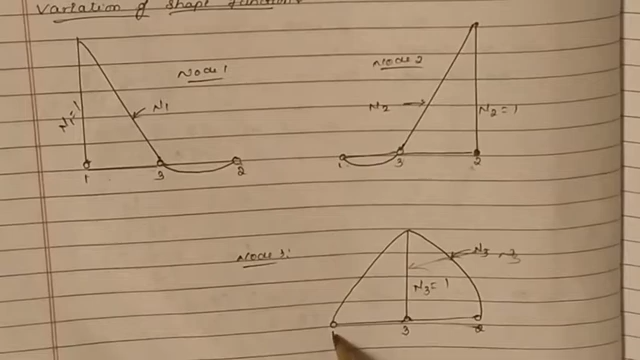 Variation of Shape Functions
Node 1
Node 2
N1
N2
N1=1
N2=1
1
3
2
1
3
2
Node 3:
N3
N3=1
3
2